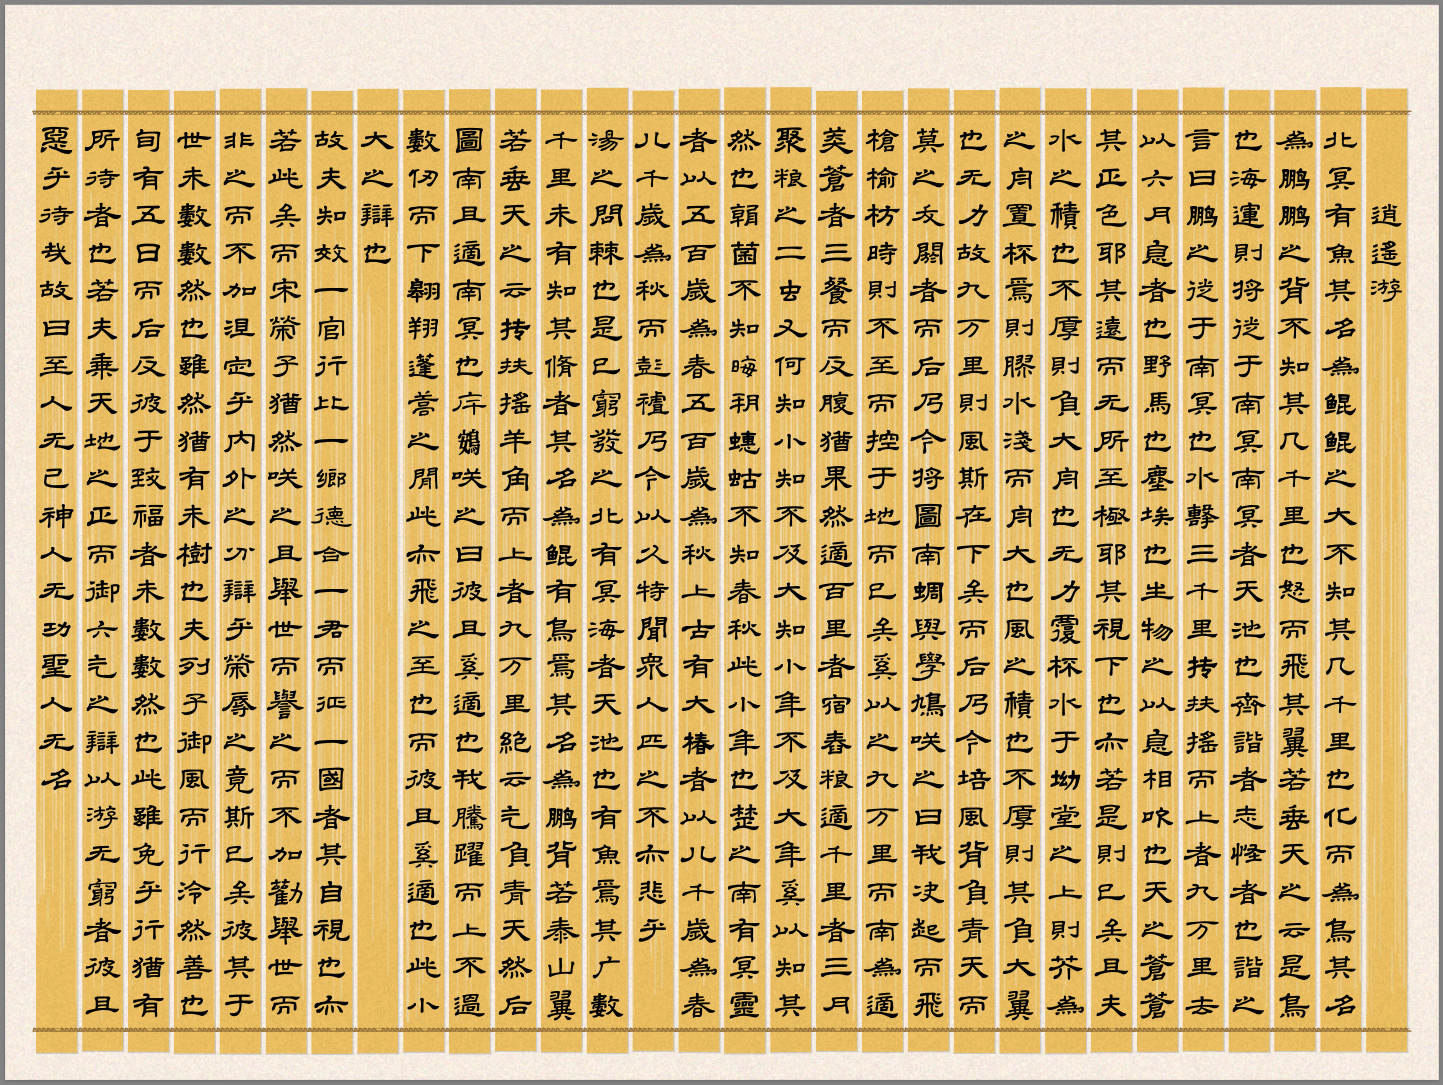 逍遙游
北冥有魚其名為鲲鲲之大不知其几千里也化而為鳥其名
為鹏鹏之背不知其几千里也怒而飛其翼若垂天之云是鳥
也海運則將徙于南冥南冥者天池也齊諧者志怪者也諧之
言曰鹏之徙于南冥也水擊三千里抟扶搖而上者九万里去
以六月息者也野馬也塵埃也生物之以息相吹也天之蒼蒼
其正色耶其遠而无所至極耶其視下也亦若是則已矣且夫
水之積也不厚則負大舟也无力覆杯水于坳堂之上則芥為
之舟置杯焉則膠水淺而舟大也風之積也不厚則其負大翼
也无力故九万里則風斯在下矣而后乃今培風背負青天而
莫之夭閼者而后乃今將圖南蜩與學鳩咲之曰我决起而飛
槍榆枋時則不至而控于地而已矣奚以之九万里而南為適
莽蒼者三餐而反腹猶果然適百里者宿舂粮適千里者三月
聚粮之二虫又何知小知不及大知小年不及大年奚以知其
然也朝菌不知晦朔蟪蛄不知春秋此小年也楚之南有冥靈
者以五百歲為春五百歲為秋上古有大椿者以八千歲為春
八千歲為秋而彭祖乃今以久特聞衆人匹之不亦悲乎
湯之問棘也是已窮發之北有冥海者天池也有魚焉其广數
千里未有知其脩者其名為鲲有鳥焉其名為鹏背若泰山翼
若垂天之云抟扶搖羊角而上者九万里絕云气負青天然后
圖南且適南冥也斥鴳咲之曰彼且奚適也我騰躍而上不過
數仞而下翱翔蓬蒿之間此亦飛之至也而彼且奚適也此小
大之辯也
故夫知效一官行比一鄉德合一君而征一國者其自視也亦
若此矣而宋榮子猶然咲之且舉世而譽之而不加勸舉世而
非之而不加沮定乎内外之分辯乎榮辱之竟斯已矣彼其于
世未數數然也雖然猶有未樹也夫列子御風而行泠然善也
旬有五日而后反彼于致福者未數數然也此雖免乎行猶有
所待者也若夫乘天地之正而御六气之辯以游无窮者彼且
惡乎待哉故曰至人无己神人无功聖人无名